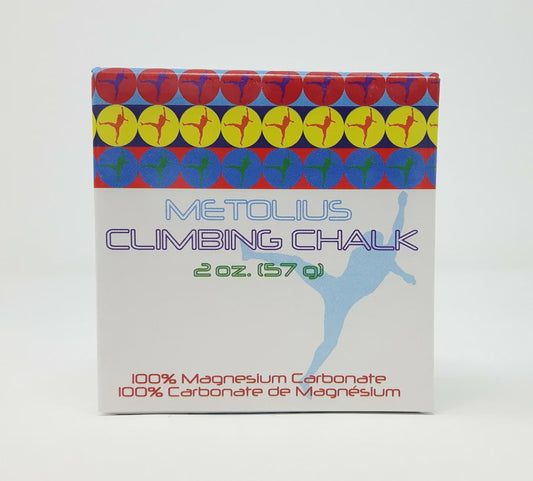 METOLIUS
CLIMBING CHALK
2 oz. (57 g)
100% Magnesium Carbonate
100% Carbonate de Magnésium